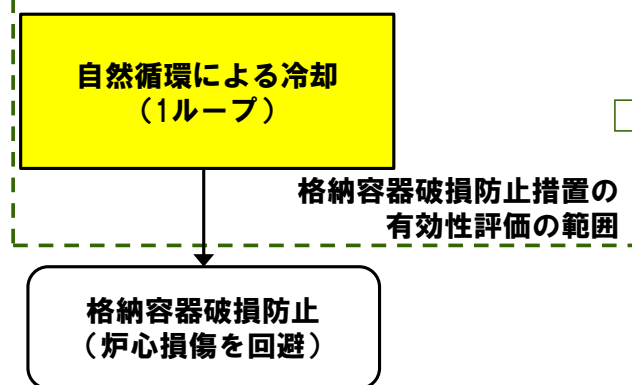 自然循環による冷却
（1ループ）
格納容器破損防止措置の
有効性評価の範囲
格納容器破損防止
（炉心損傷を回避）